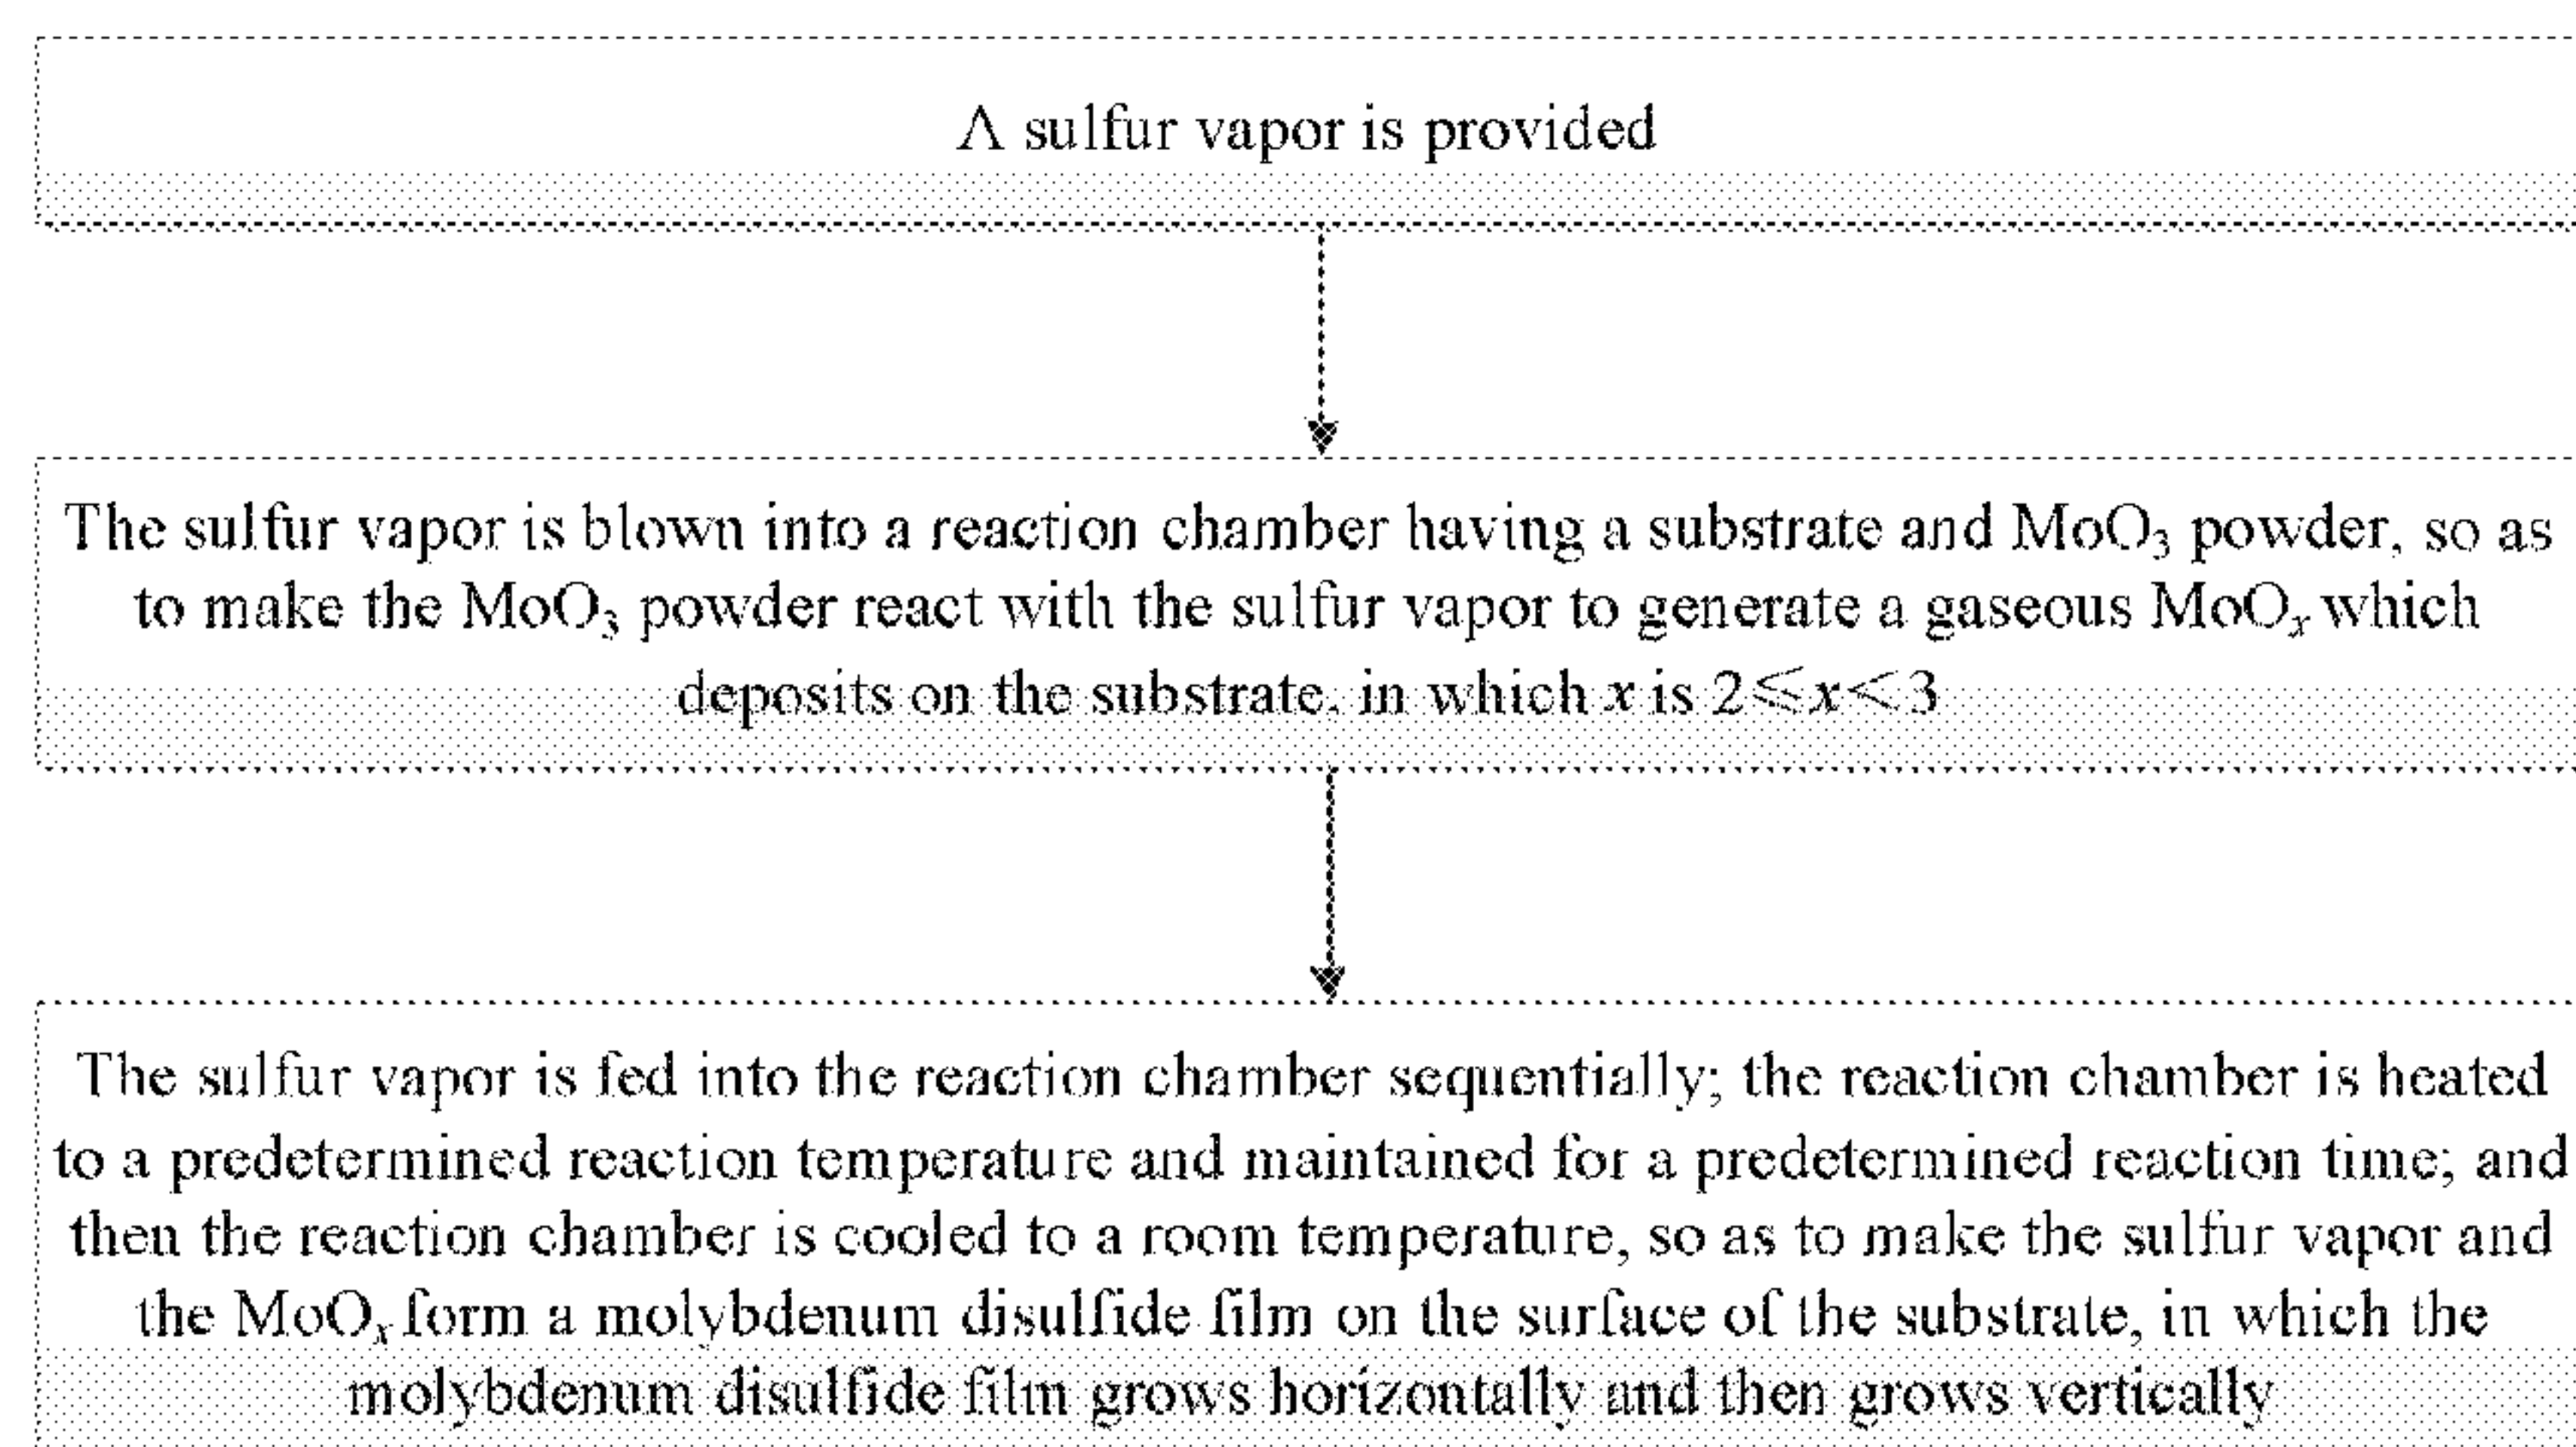 A sulfur vapor is provided
The sulfur vapor is blown into a reaction chamber having a substrate and MoO₃ powder, so as
to make the MoO₃ powder react with the sulfur vapor to generate a gaseous MoOₓ which
deposits on the substrate, in which x is 2⩽x<3
The sulfur vapor is fed into the reaction chamber sequentially; the reaction chamber is heated
to a predetermined reaction temperature and maintained for a predetermined reaction time; and
then the reaction chamber is cooled to a room temperature, so as to make the sulfur vapor and
the MoOₓ form a molybdenum disulfide film on the surface of the substrate, in which the
molybdenum disulfide film grows horizontally and then grows vertically